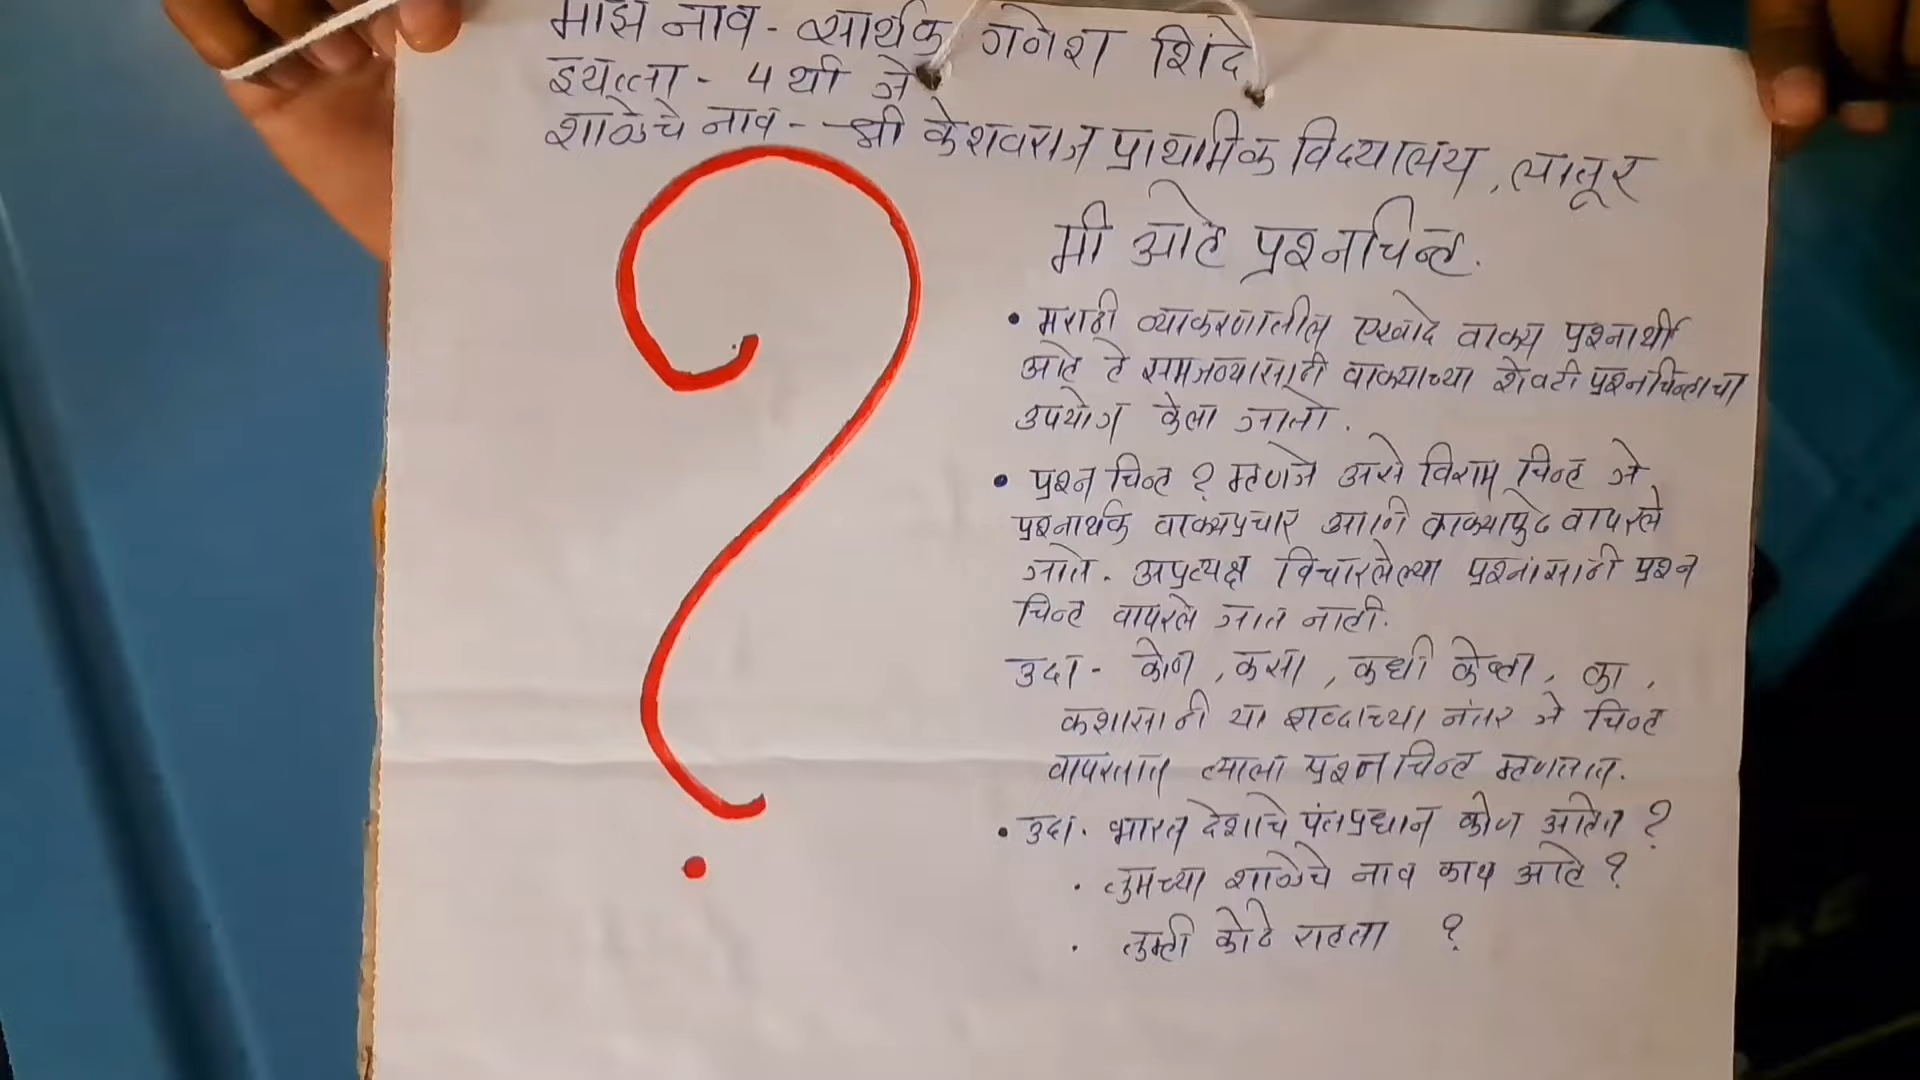 माझे नाव - सार्थक गणेश शिंदे
इयत्ता - 4 थी जे
शाळेचे नाव - श्री केशवराज प्राथमिक विद्यालय, लातूर
मी आहे प्रश्नचिन्ह.
• मराठी व्याकरणातील एखादे वाक्य प्रश्नार्थी
आहे हे समजण्यासाठी वाक्याच्या शेवटी प्रश्नचिन्हाचा
उपयोग केला जातो.
• प्रश्न चिन्ह ? म्हणजे असे विराम चिन्ह जे
प्रश्नार्थक वाक्यप्रचार आणि वाक्यापुढे वापरले
जाते. अप्रत्यक्ष विचारलेल्या प्रश्नांसाठी प्रश्न
चिन्ह वापरले जात नाही.
उदा - कोण, कसा, कधी केव्हा, का,
कशासाठी या शब्दाच्या नंतर जे चिन्ह
वापरतात त्याला प्रश्न चिन्ह म्हणतात.
• उदा. भारत देशाचे पंतप्रधान कोण आहेत ?
. तुमच्या शाळेचे नाव काय आहे ?
. तुम्ही कोठे राहता ?
?